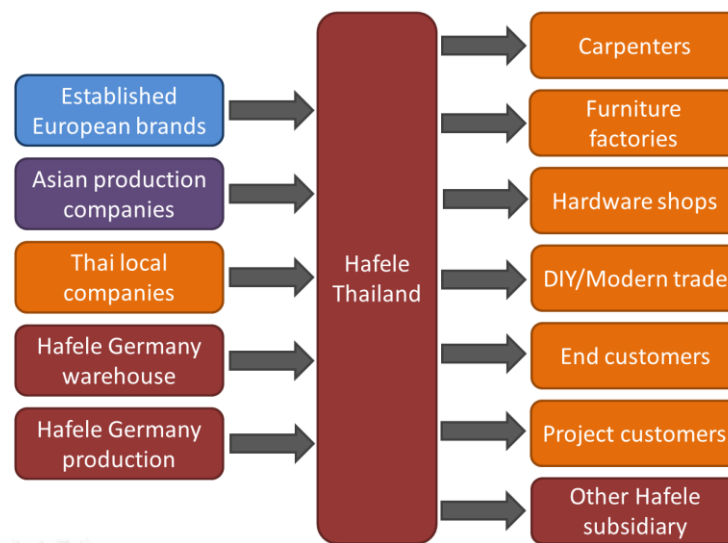 Established
European brands
Asian production
companies
Thai local
companies
Hafele Germany
warehouse
Hafele Germany
production
Hafele
Thailand
Carpenters
Furniture
factories
Hardware shops
DIY/Modern trade
End customers
Project customers
Other Hafele
subsidiary